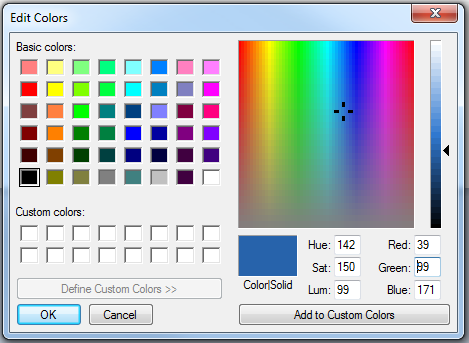 Edit Colors
Basic colors:
Custom colors:
Define Custom Colors >>
OK
Cancel
Color|Solid
Hue: 142
Sat: 150
Lum: 99
Red: 39
Green: 99
Blue: 171
Add to Custom Colors